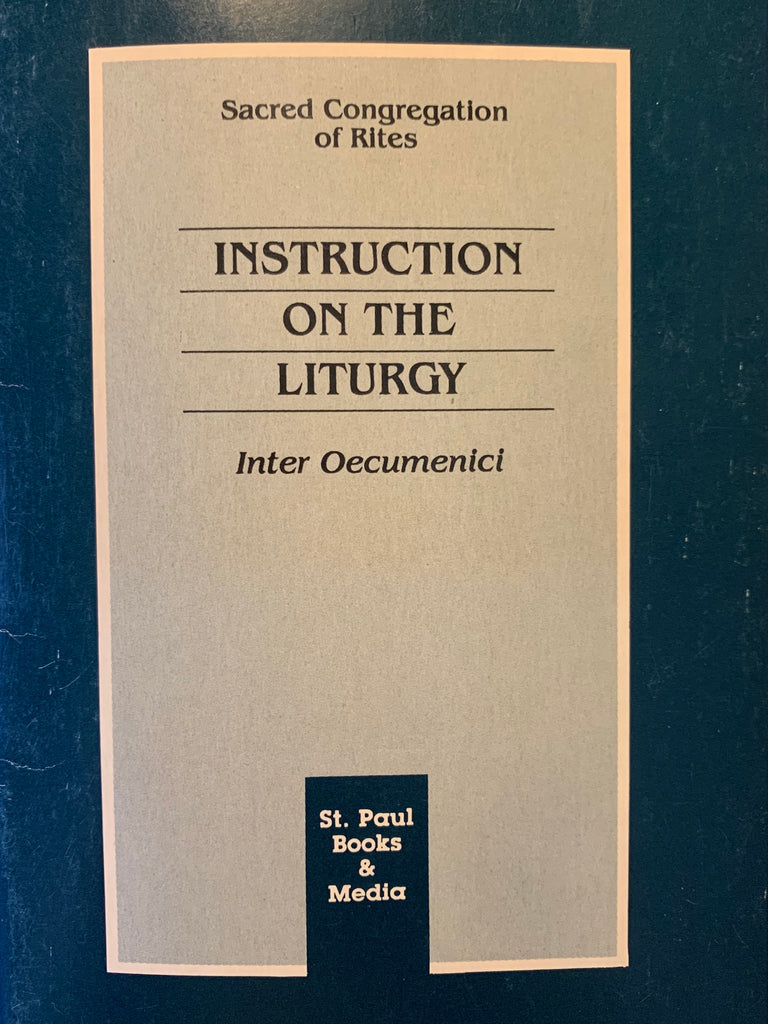 Sacred Congregation
of Rites
INSTRUCTION
ON THE
LITURGY
Inter Oecumenici
St. Paul
Books
&
Media